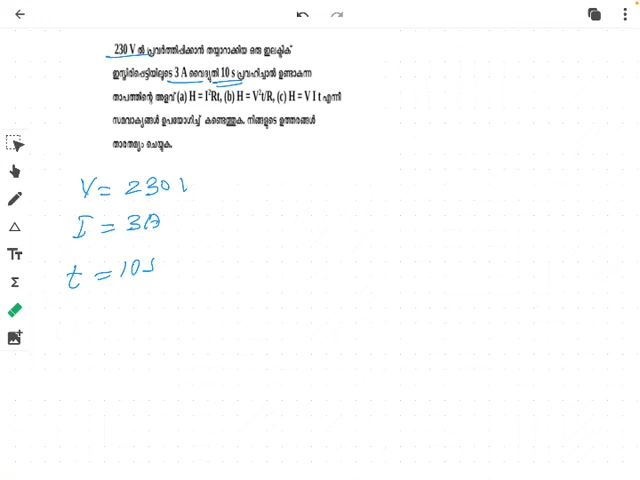 230 V ൽ പ്രവർത്തിപ്പിക്കാൻ തയ്യാറാക്കിയ ഒരു ഇലക്ട്രിക്
ഇസ്തിരിപ്പെട്ടിയിലൂടെ 3 A വൈദ്യുതി 10 s പ്രവഹിച്ചാൽ ഉണ്ടാകുന്ന
താപത്തിന്റെ അളവ് (a) H = I²Rt, (b) H = V²t/R, (c) H = V I t എന്നീ
സമവാക്യങ്ങൾ ഉപയോഗിച്ച് കണ്ടെത്തുക. നിങ്ങളുടെ ഉത്തരങ്ങൾ
താരതമ്യം ചെയ്യുക.
V = 230
I = 3A
t = 10s
TT
Σ